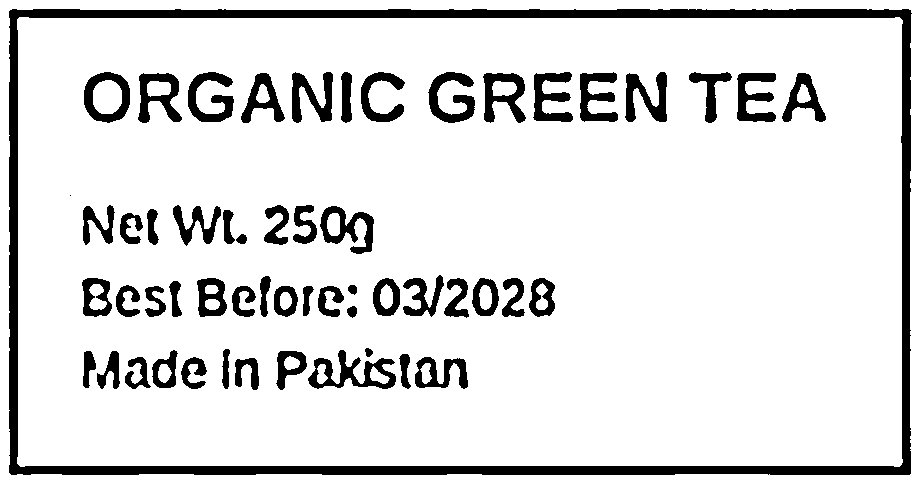 ORGANIC GREEN TEA
Net Wt. 250g
Best Before: 03/2028
Made in Pakistan